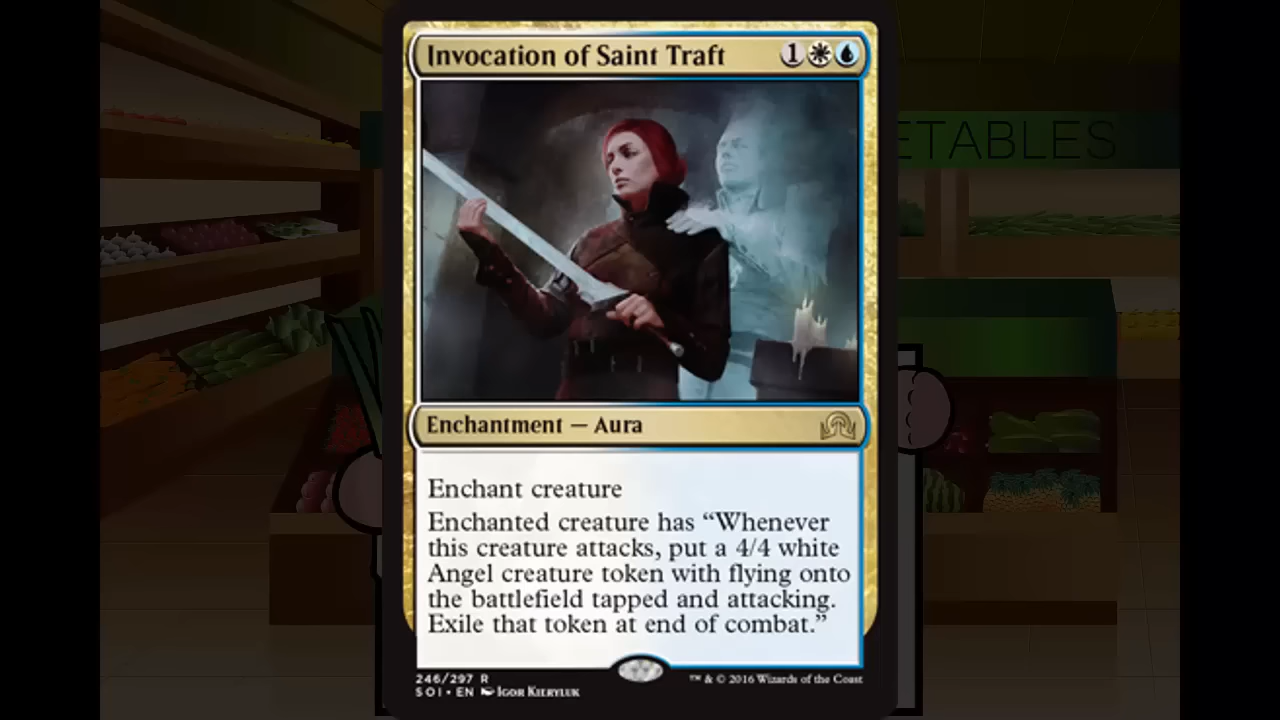 Invocation of Saint Traft 1
ETABLES
Enchantment — Aura
Enchant creature
Enchanted creature has “Whenever
this creature attacks, put a 4/4 white
Angel creature token with flying onto
the battlefield tapped and attacking.
Exile that token at end of combat.”
246/297 R
SOI • EN Igor Kieryluk
™ & © 2016 Wizards of the Coast